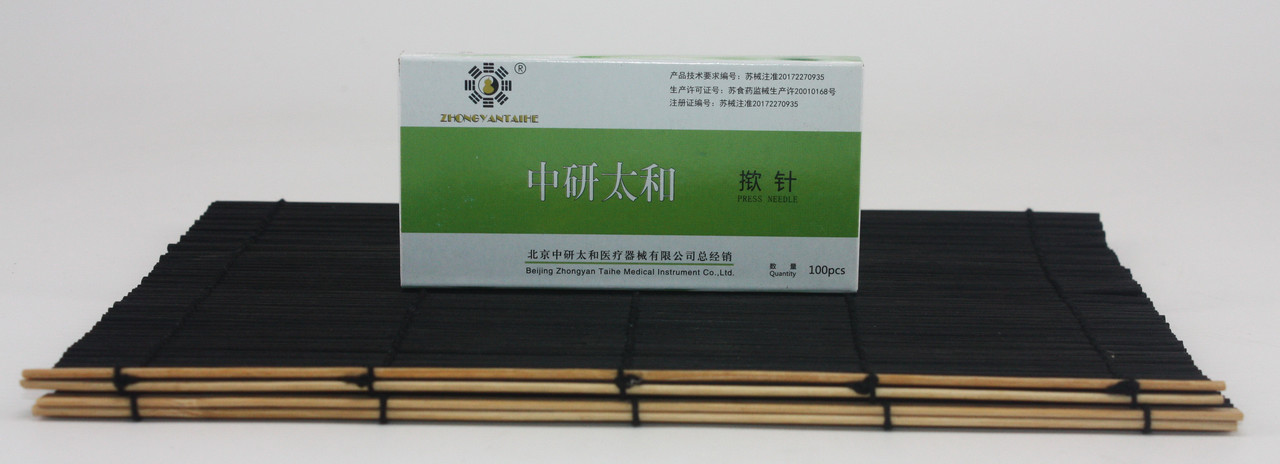 ®
ZHONGYANTAIHE
产品技术要求编号：苏械注准20172270935
生产许可证号：苏食药监械生产许20010168号
注册证编号：苏械注准20172270935
中研太和
揿针
PRESS NEEDLE
北京中研太和医疗器械有限公司总经销
Beijing Zhongyan Taihe Medical Instrument Co.,Ltd.
数量
Quantity
100pcs